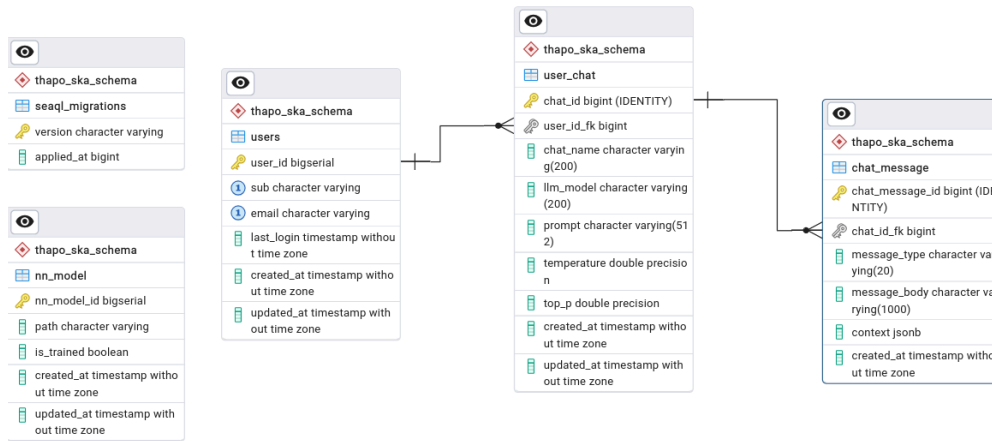 thapo_ska_schema
seaql_migrations
version character varying
applied_at bigint
thapo_ska_schema
nn_model
nn_model_id bigserial
path character varying
is_trained boolean
created_at timestamp witho
ut time zone
updated_at timestamp with
out time zone
thapo_ska_schema
users
user_id bigserial
1 sub character varying
1 email character varying
last_login timestamp withou
t time zone
created_at timestamp witho
ut time zone
updated_at timestamp with
out time zone
thapo_ska_schema
user_chat
chat_id bigint (IDENTITY)
user_id_fk bigint
chat_name character varyin
g(200)
llm_model character varying
(200)
prompt character varying(51
2)
temperature double precisio
n
top_p double precision
created_at timestamp witho
ut time zone
updated_at timestamp with
out time zone
thapo_ska_schema
chat_message
chat_message_id bigint (IDE
NTITY)
chat_id_fk bigint
message_type character va
ying(20)
message_body character va
rying(1000)
context jsonb
created_at timestamp witho
ut time zone